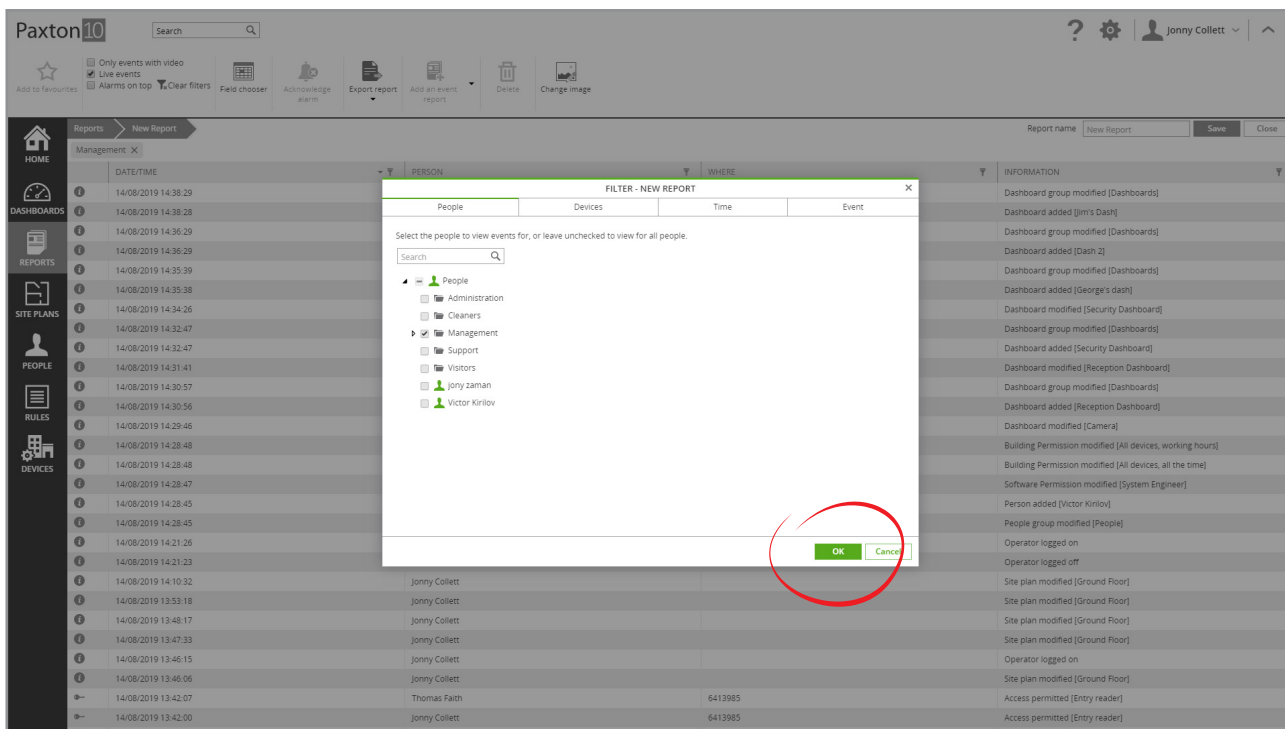 Paxton10
Search
Jonny Collett
Only events with video
Live events
Alarms on top Clear filters
Add to favourites
Field chooser
Acknowledge alarm
Export report
Add an event report
Delete
Change image
HOME
DASHBOARDS
REPORTS
SITE PLANS
PEOPLE
RULES
DEVICES
Reports New Report
Report name New Report Save Close
Management X
DATE/TIME PERSON WHERE INFORMATION
14/08/2019 14:38:29 Dashboard group modified [Dashboards]
14/08/2019 14:38:28 Dashboard added [Jim's Dash]
14/08/2019 14:36:29 Dashboard group modified [Dashboards]
14/08/2019 14:36:29 Dashboard added [Dash 2]
14/08/2019 14:35:39 Dashboard group modified [Dashboards]
14/08/2019 14:35:38 Dashboard added [George's dash]
14/08/2019 14:34:26 Dashboard modified [Security Dashboard]
14/08/2019 14:32:47 Dashboard group modified [Dashboards]
14/08/2019 14:32:47 Dashboard added [Security Dashboard]
14/08/2019 14:31:41 Dashboard modified [Reception Dashboard]
14/08/2019 14:30:57 Dashboard group modified [Dashboards]
14/08/2019 14:30:56 Dashboard added [Reception Dashboard]
14/08/2019 14:29:46 Dashboard modified [Camera]
14/08/2019 14:28:48 Building Permission modified [All devices, working hours]
14/08/2019 14:28:48 Building Permission modified [All devices, all the time]
14/08/2019 14:28:47 Software Permission modified [System Engineer]
14/08/2019 14:28:45 Person added [Victor Kirilov]
14/08/2019 14:28:45 People group modified [People]
14/08/2019 14:21:26 Operator logged on
14/08/2019 14:21:23 Operator logged off
14/08/2019 14:10:32 Jonny Collett Site plan modified [Ground Floor]
14/08/2019 13:53:18 Jonny Collett Site plan modified [Ground Floor]
14/08/2019 13:48:17 Jonny Collett Site plan modified [Ground Floor]
14/08/2019 13:47:33 Jonny Collett Site plan modified [Ground Floor]
14/08/2019 13:46:15 Jonny Collett Operator logged on
14/08/2019 13:46:06 Jonny Collett Site plan modified [Ground Floor]
14/08/2019 13:42:07 Thomas Faith 6413985 Access permitted [Entry reader]
14/08/2019 13:42:00 Jonny Collett 6413985 Access permitted [Entry reader]
FILTER - NEW REPORT
People Devices Time Event
Select the people to view events for, or leave unchecked to view for all people.
Search
People
Administration
Cleaners
Management
Support
Visitors
jony zaman
Victor Kirilov
OK Cancel